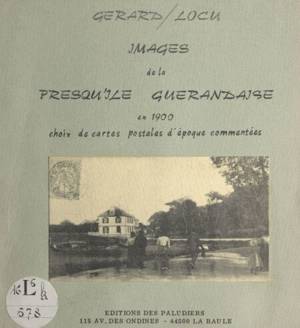 GERARD/LOCU
IMAGES
de la
PRESQU'ILE GUERANDAISE
en 1900
choix de cartes postales d'époque commentées
L
578
EDITIONS DES PALUDIERS
115 AV. DES ONDINES - 44500 LA BAULE